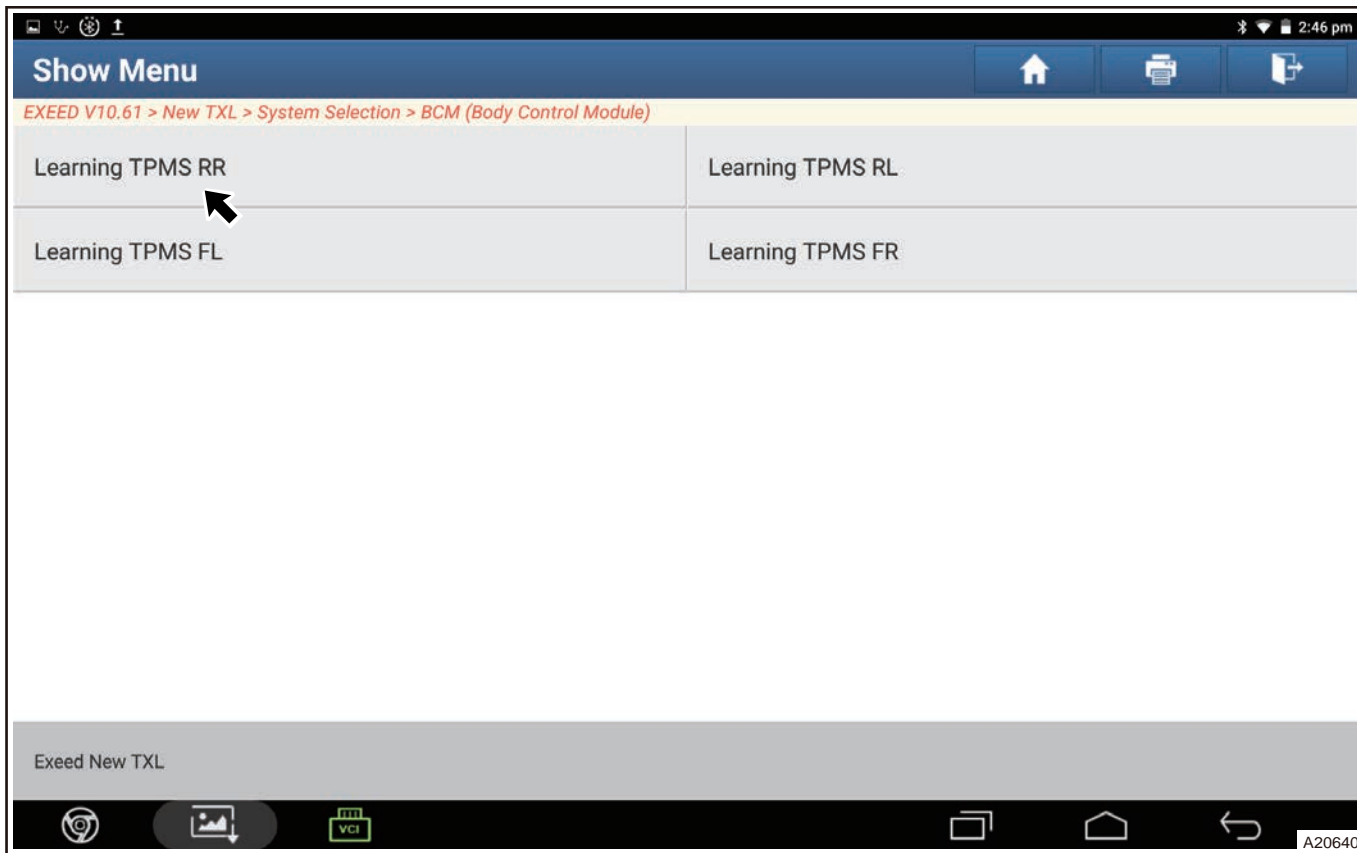 2:46 pm
Show Menu
EXEED V10.61 > New TXL > System Selection > BCM (Body Control Module)
Learning TPMS RR
Learning TPMS RL
Learning TPMS FL
Learning TPMS FR
Exeed New TXL
VCI
A20640